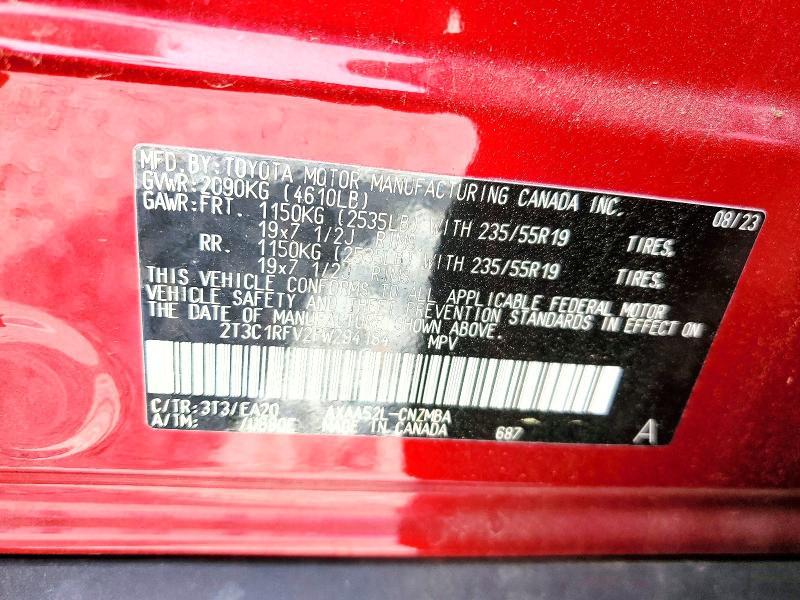 MFD. BY: TOYOTA MOTOR MANUFACTURING CANADA INC.
GVWR: 2090KG (4610LB) 08/23
GAWR: FRT. 1150KG (2535LB) WITH 235/55R19 TIRES,
19x7 1/2J RIMS
RR. 1150KG (2535LB) WITH 235/55R19 TIRES,
19x7 1/2J RIMS
THIS VEHICLE CONFORMS TO ALL APPLICABLE FEDERAL MOTOR
VEHICLE SAFETY AND THEFT PREVENTION STANDARDS IN EFFECT ON
THE DATE OF MANUFACTURE SHOWN ABOVE.
MPV
C/TR: 3T3/EA20 AXAA52L-CNZMBA
A/TM: MADE IN CANADA 687 A